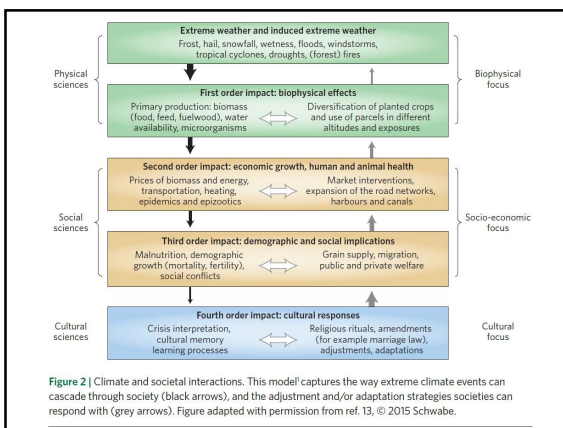 Extreme weather and induced extreme weather
Frost, hail, snowfall, wetness, floods, windstorms,
tropical cyclones, droughts, (forest) fires
Physical
sciences
Biophysical
focus
First order impact: biophysical effects
Primary production: biomass
(food, feed, fuelwood), water
availability, microorganisms
Diversification of planted crops
and use of parcels in different
altitudes and exposures
Second order impact: economic growth, human and animal health
Prices of biomass and energy,
transportation, heating,
epidemics and epizootics
Market interventions,
expansion of the road networks,
harbours and canals
Social
sciences
Socio-economic
focus
Third order impact: demographic and social implications
Malnutrition, demographic
growth (mortality, fertility),
social conflicts
Grain supply, migration,
public and private welfare
Fourth order impact: cultural responses
Cultural
sciences
Crisis interpretation,
cultural memory
learning processes
Religious rituals, amendments
(for example marriage law),
adjustments, adaptations
Cultural
focus
Figure 2 | Climate and societal interactions. This model¹ captures the way extreme climate events can
cascade through society (black arrows), and the adjustment and/or adaptation strategies societies can
respond with (grey arrows). Figure adapted with permission from ref. 13, © 2015 Schwabe.